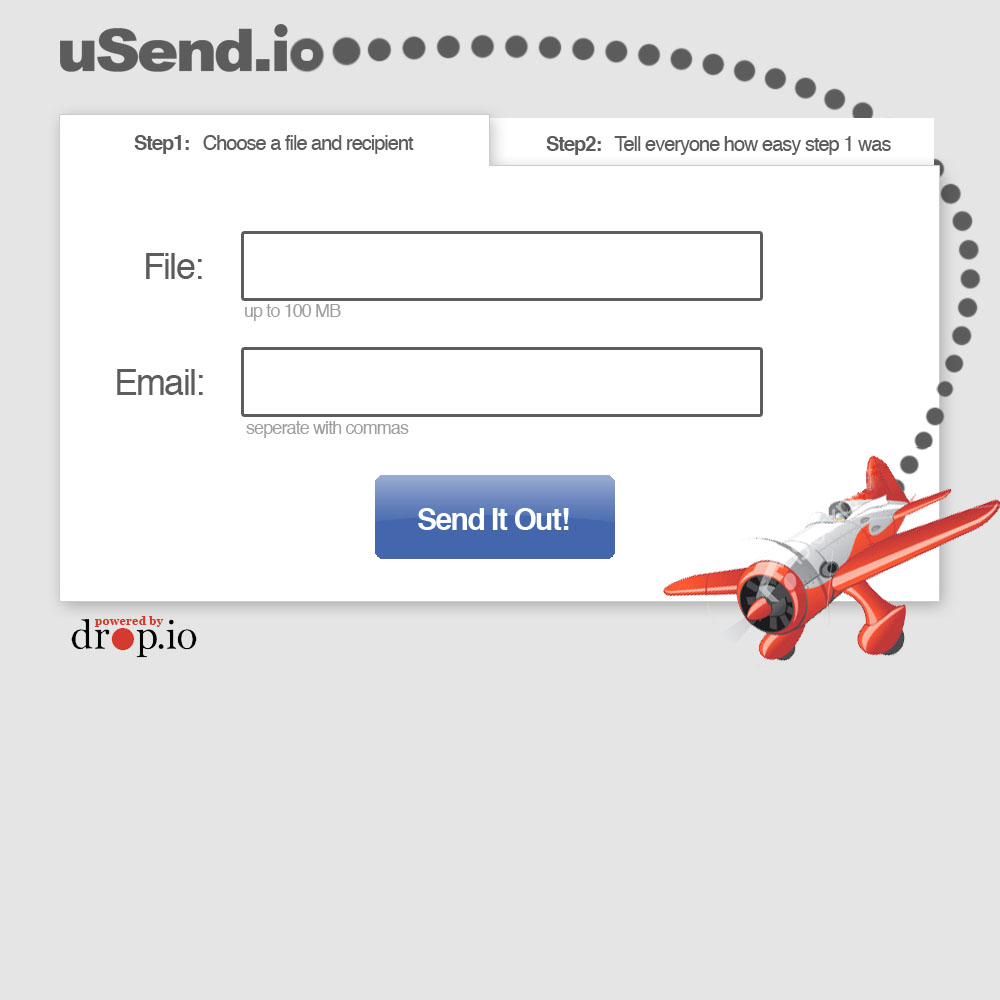 uSend.io
Step1: Choose a file and recipient
Step2: Tell everyone how easy step 1 was
File:
up to 100 MB
Email:
seperate with commas
Send It Out!
powered by
drop.io